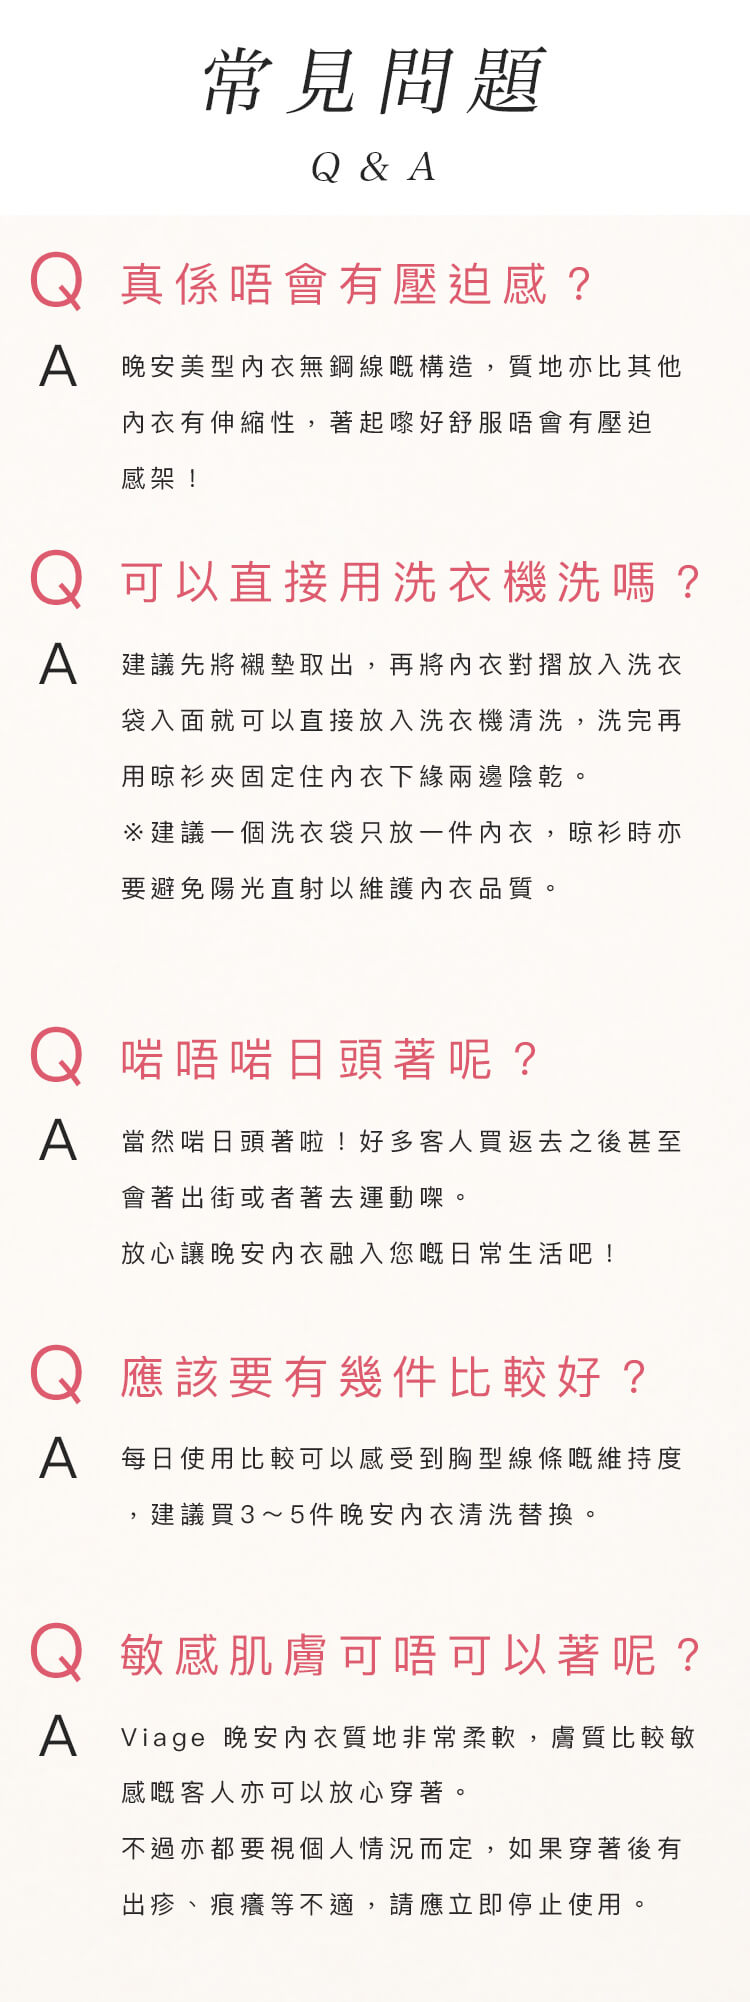 常見問題
Q & A
Q 真係唔會有壓迫感？
A 晚安美型內衣無鋼線嘅構造，質地亦比其他
內衣有伸縮性，著起嚟好舒服唔會有壓迫
感架！
Q 可以直接用洗衣機洗嗎？
A 建議先將襯墊取出，再將內衣對摺放入洗衣
袋入面就可以直接放入洗衣機清洗，洗完再
用晾衫夾固定住內衣下緣兩邊陰乾。
※建議一個洗衣袋只放一件內衣，晾衫時亦
要避免陽光直射以維護內衣品質。
Q 啱唔啱日頭著呢？
A 當然啱日頭著啦！好多客人買返去之後甚至
會著出街或者著去運動㗎。
放心讓晚安內衣融入您嘅日常生活吧！
Q 應該要有幾件比較好？
A 每日使用比較可以感受到胸型線條嘅維持度
，建議買3～5件晚安內衣清洗替換。
Q 敏感肌膚可唔可以著呢？
A Viage 晚安內衣質地非常柔軟，膚質比較敏
感嘅客人亦可以放心穿著。
不過亦都要視個人情況而定，如果穿著後有
出疹、痕癢等不適，請應立即停止使用。